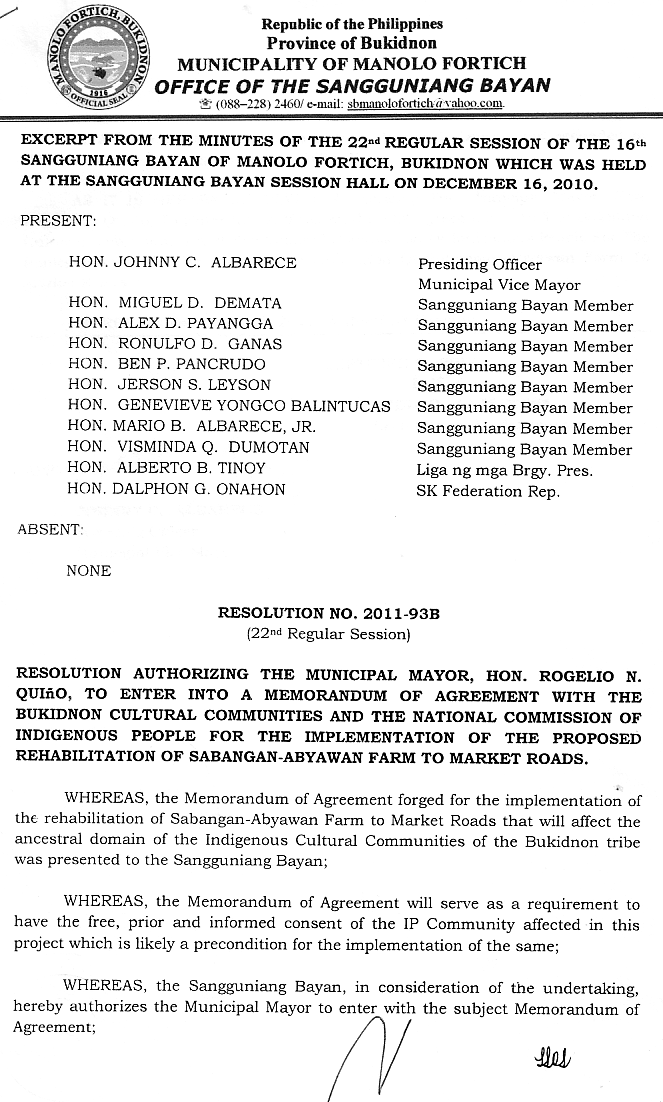 MANOLO FORTICH, BUKIDNON
1916
OFFICIAL SEAL
Republic of the Philippines
Province of Bukidnon
MUNICIPALITY OF MANOLO FORTICH
OFFICE OF THE SANGGUNIANG BAYAN
☏ (088-228) 2460/ e-mail: sbmanolofortich@yahoo.com.
EXCERPT FROM THE MINUTES OF THE 22nd REGULAR SESSION OF THE 16th
SANGGUNIANG BAYAN OF MANOLO FORTICH, BUKIDNON WHICH WAS HELD
AT THE SANGGUNIANG BAYAN SESSION HALL ON DECEMBER 16, 2010.
PRESENT:
HON. JOHNNY C. ALBARECE Presiding Officer
Municipal Vice Mayor
HON. MIGUEL D. DEMATA Sangguniang Bayan Member
HON. ALEX D. PAYANGGA Sangguniang Bayan Member
HON. RONULFO D. GANAS Sangguniang Bayan Member
HON. BEN P. PANCRUDO Sangguniang Bayan Member
HON. JERSON S. LEYSON Sangguniang Bayan Member
HON. GENEVIEVE YONGCO BALINTUCAS Sangguniang Bayan Member
HON. MARIO B. ALBARECE, JR. Sangguniang Bayan Member
HON. VISMINDA Q. DUMOTAN Sangguniang Bayan Member
HON. ALBERTO B. TINOY Liga ng mga Brgy. Pres.
HON. DALPHON G. ONAHON SK Federation Rep.
ABSENT:
NONE
RESOLUTION NO. 2011-93B
(22nd Regular Session)
RESOLUTION AUTHORIZING THE MUNICIPAL MAYOR, HON. ROGELIO N.
QUIñO, TO ENTER INTO A MEMORANDUM OF AGREEMENT WITH THE
BUKIDNON CULTURAL COMMUNITIES AND THE NATIONAL COMMISSION OF
INDIGENOUS PEOPLE FOR THE IMPLEMENTATION OF THE PROPOSED
REHABILITATION OF SABANGAN-ABYAWAN FARM TO MARKET ROADS.
WHEREAS, the Memorandum of Agreement forged for the implementation of
the rehabilitation of Sabangan-Abyawan Farm to Market Roads that will affect the
ancestral domain of the Indigenous Cultural Communities of the Bukidnon tribe
was presented to the Sangguniang Bayan;
WHEREAS, the Memorandum of Agreement will serve as a requirement to
have the free, prior and informed consent of the IP Community affected in this
project which is likely a precondition for the implementation of the same;
WHEREAS, the Sangguniang Bayan, in consideration of the undertaking,
hereby authorizes the Municipal Mayor to enter with the subject Memorandum of
Agreement;